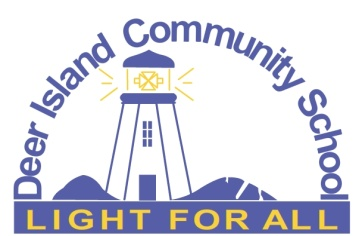 Deer Island Community School
LIGHT FOR ALL